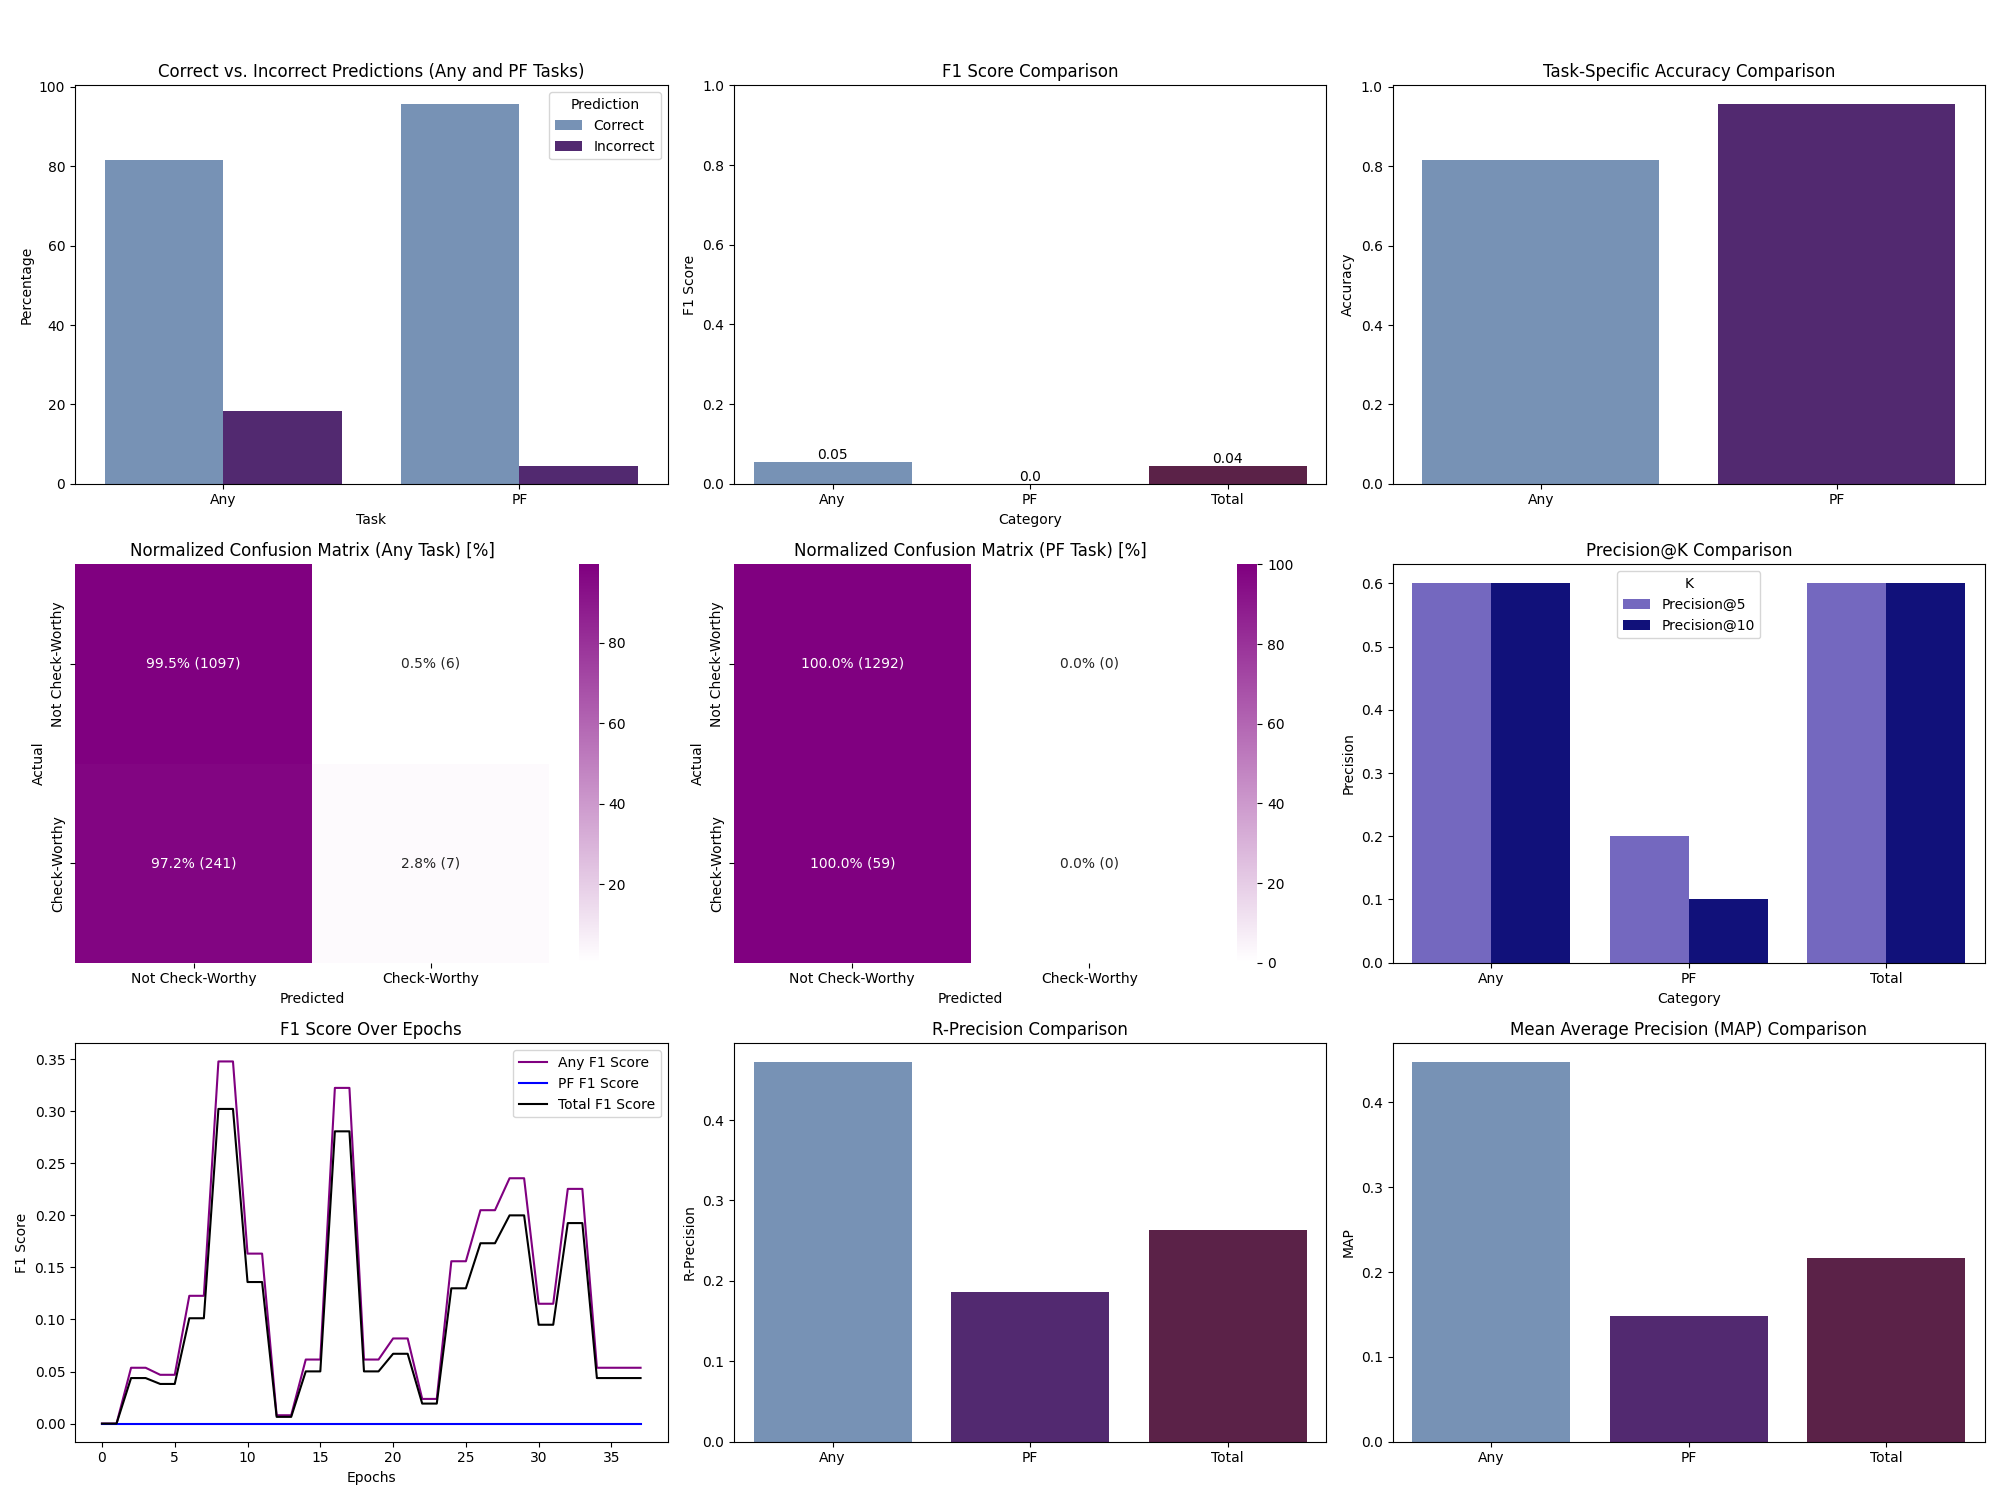 Correct vs. Incorrect Predictions (Any and PF Tasks)
100
80
60
40
20
0
Percentage
Prediction
Correct
Incorrect
Any
PF
Task
F1 Score Comparison
1.0
0.8
0.6
0.4
0.2
0.0
F1 Score
0.05
0.0
0.04
Any
PF
Total
Category
Task-Specific Accuracy Comparison
1.0
0.8
0.6
0.4
0.2
0.0
Accuracy
Any
PF
Normalized Confusion Matrix (Any Task) [%]
Actual
Not Check-Worthy
Check-Worthy
99.5% (1097)
0.5% (6)
97.2% (241)
2.8% (7)
80
60
40
20
Not Check-Worthy
Check-Worthy
Predicted
Normalized Confusion Matrix (PF Task) [%]
Actual
Not Check-Worthy
Check-Worthy
100.0% (1292)
0.0% (0)
100.0% (59)
0.0% (0)
100
80
60
40
20
0
Not Check-Worthy
Check-Worthy
Predicted
Precision@K Comparison
0.6
0.5
0.4
0.3
0.2
0.1
0.0
Precision
K
Precision@5
Precision@10
Any
PF
Total
Category
F1 Score Over Epochs
0.35
0.30
0.25
0.20
0.15
0.10
0.05
0.00
F1 Score
Any F1 Score
PF F1 Score
Total F1 Score
0
5
10
15
20
25
30
35
Epochs
R-Precision Comparison
0.4
0.3
0.2
0.1
0.0
R-Precision
Any
PF
Total
Mean Average Precision (MAP) Comparison
0.4
0.3
0.2
0.1
0.0
MAP
Any
PF
Total